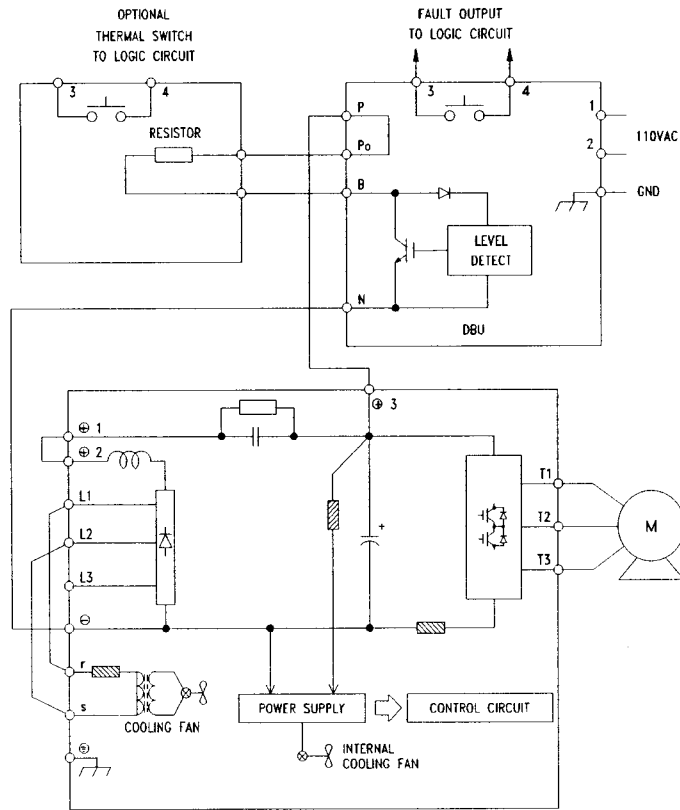 OPTIONAL
THERMAL SWITCH
TO LOGIC CIRCUIT
FAULT OUTPUT
TO LOGIC CIRCUIT
3 4
3 4
RESISTOR
P
Po
B
N
1
2
110VAC
GND
LEVEL
DETECT
DBU
⊕ 3
⊕ 1
⊕ 2
L1
L2
L3
⊖
r
s
+
T1
T2
T3
M
COOLING FAN
POWER SUPPLY
CONTROL CIRCUIT
INTERNAL
COOLING FAN
⊕